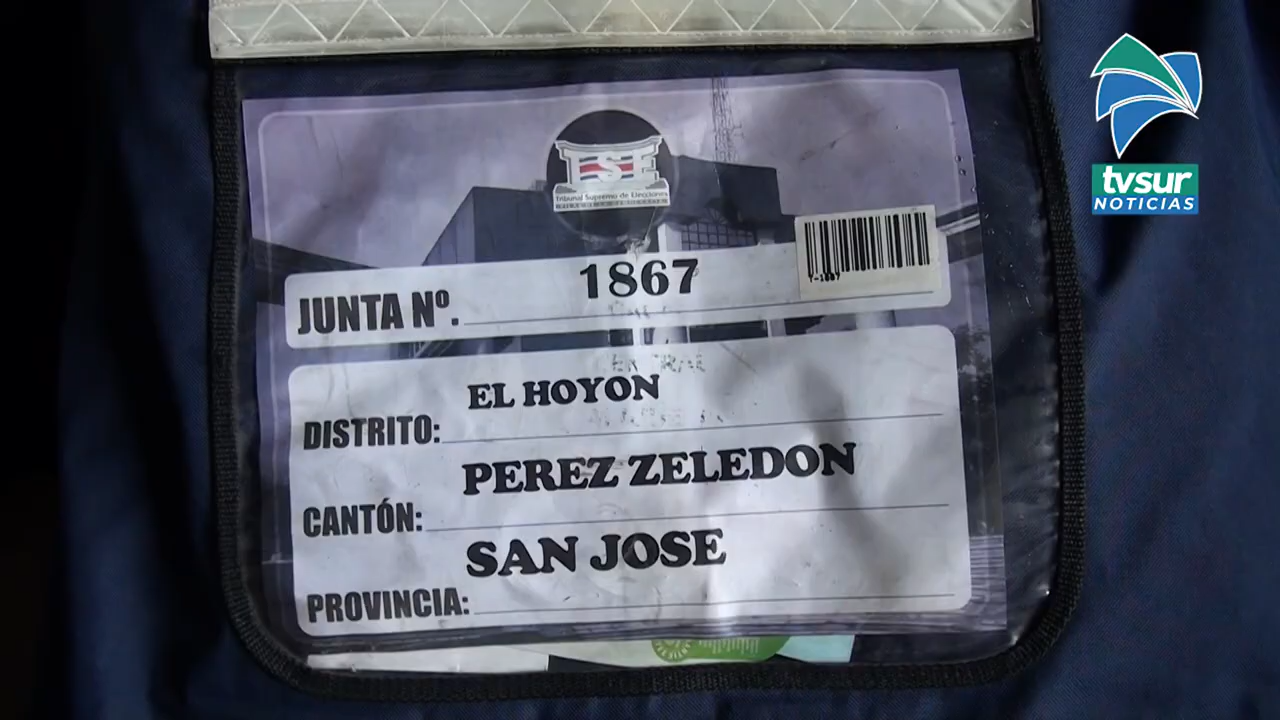 tvsur
NOTICIAS
TSE
Tribunal Supremo de Elecciones
JUNTA Nº. 1867
EL HOYON
DISTRITO:
PEREZ ZELEDON
CANTÓN:
SAN JOSE
PROVINCIA: